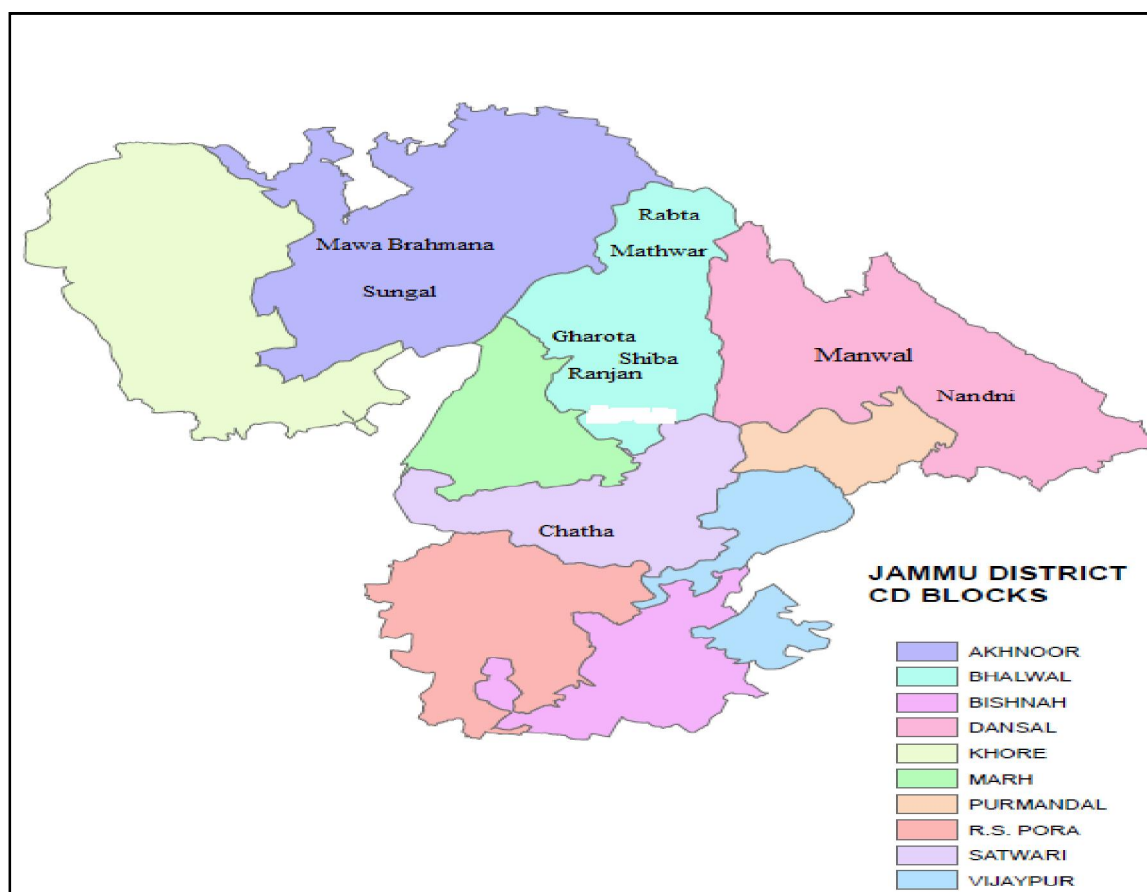 Rabta
Mawa Brahmana
Mathwar
Sungal
Gharota
Shiba
Ranjan
Manwal
Nandni
Chatha
JAMMU DISTRICT
CD BLOCKS
AKHNOOR
BHALWAL
BISHNAH
DANSAL
KHORE
MARH
PURMANDAL
R.S. PORA
SATWARI
VIJAYPUR